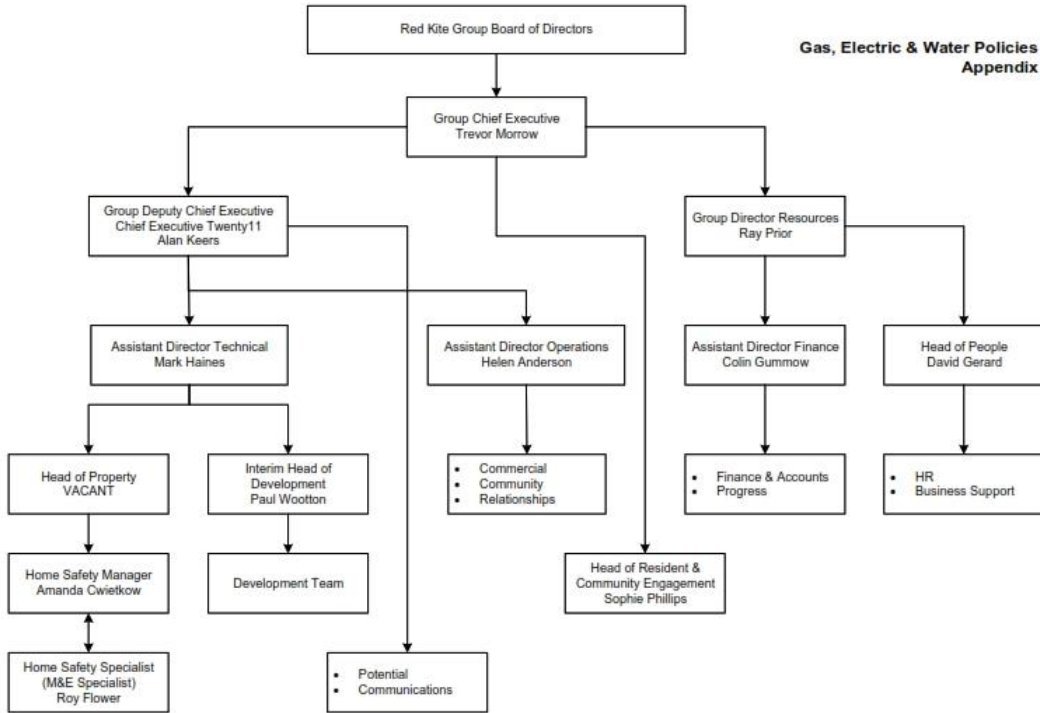 Red Kite Group Board of Directors
Gas, Electric & Water Policies
Appendix
Group Chief Executive
Trevor Morrow
Group Deputy Chief Executive
Chief Executive Twenty11
Alan Keers
Group Director Resources
Ray Prior
Assistant Director Technical
Mark Haines
Assistant Director Operations
Helen Anderson
Assistant Director Finance
Colin Gummow
Head of People
David Gerard
Head of Property
VACANT
Interim Head of
Development
Paul Wootton
• Commercial
• Community
• Relationships
• Finance & Accounts
• Progress
• HR
• Business Support
Home Safety Manager
Amanda Cwietkow
Development Team
Head of Resident &
Community Engagement
Sophie Phillips
Home Safety Specialist
(M&E Specialist)
Roy Flower
• Potential
• Communications